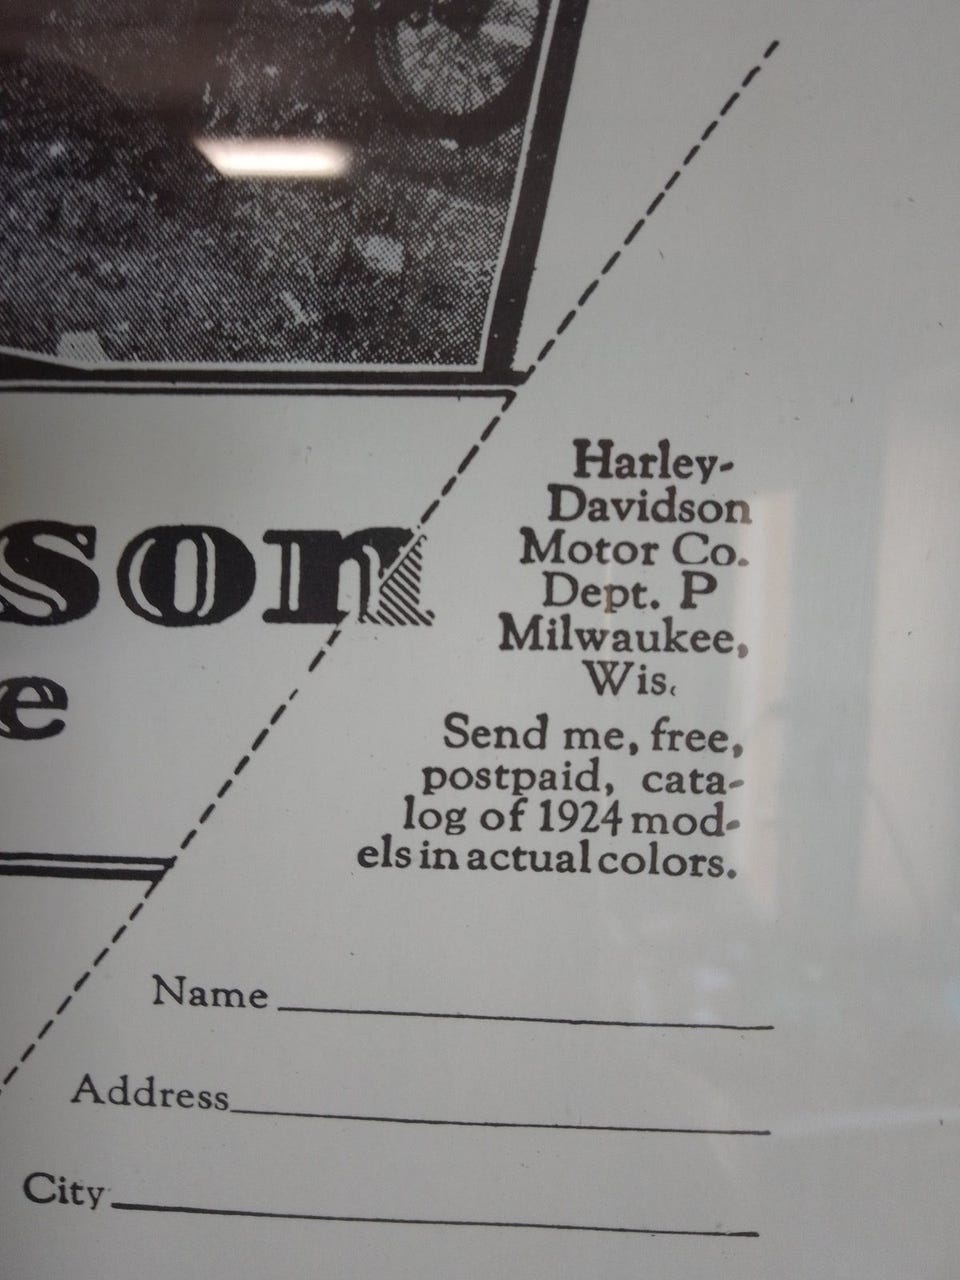 son
e
Harley-
Davidson
Motor Co.
Dept. P
Milwaukee,
Wis.
Send me, free,
postpaid, cata-
log of 1924 mod-
els in actual colors.
Name
Address
City